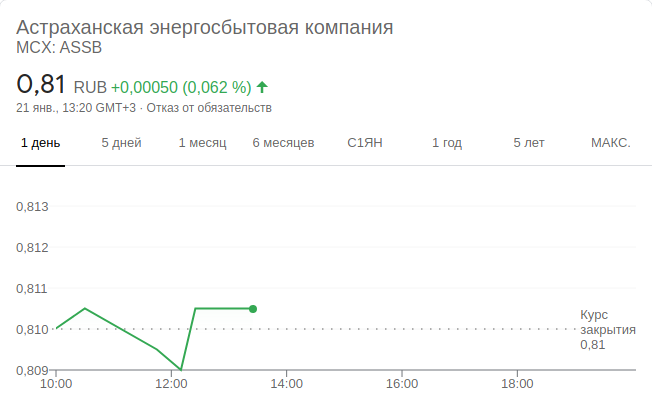 Астраханская энергосбытовая компания
MCX: ASSB
0,81 RUB +0,00050 (0,062 %)
21 янв., 13:20 GMT+3 · Отказ от обязательств
1 день 5 дней 1 месяц 6 месяцев С1ЯН 1 год 5 лет МАКС.
0,813
0,812
0,811
0,810
0,809
Курс
закрытия
0,81
10:00 12:00 14:00 16:00 18:00